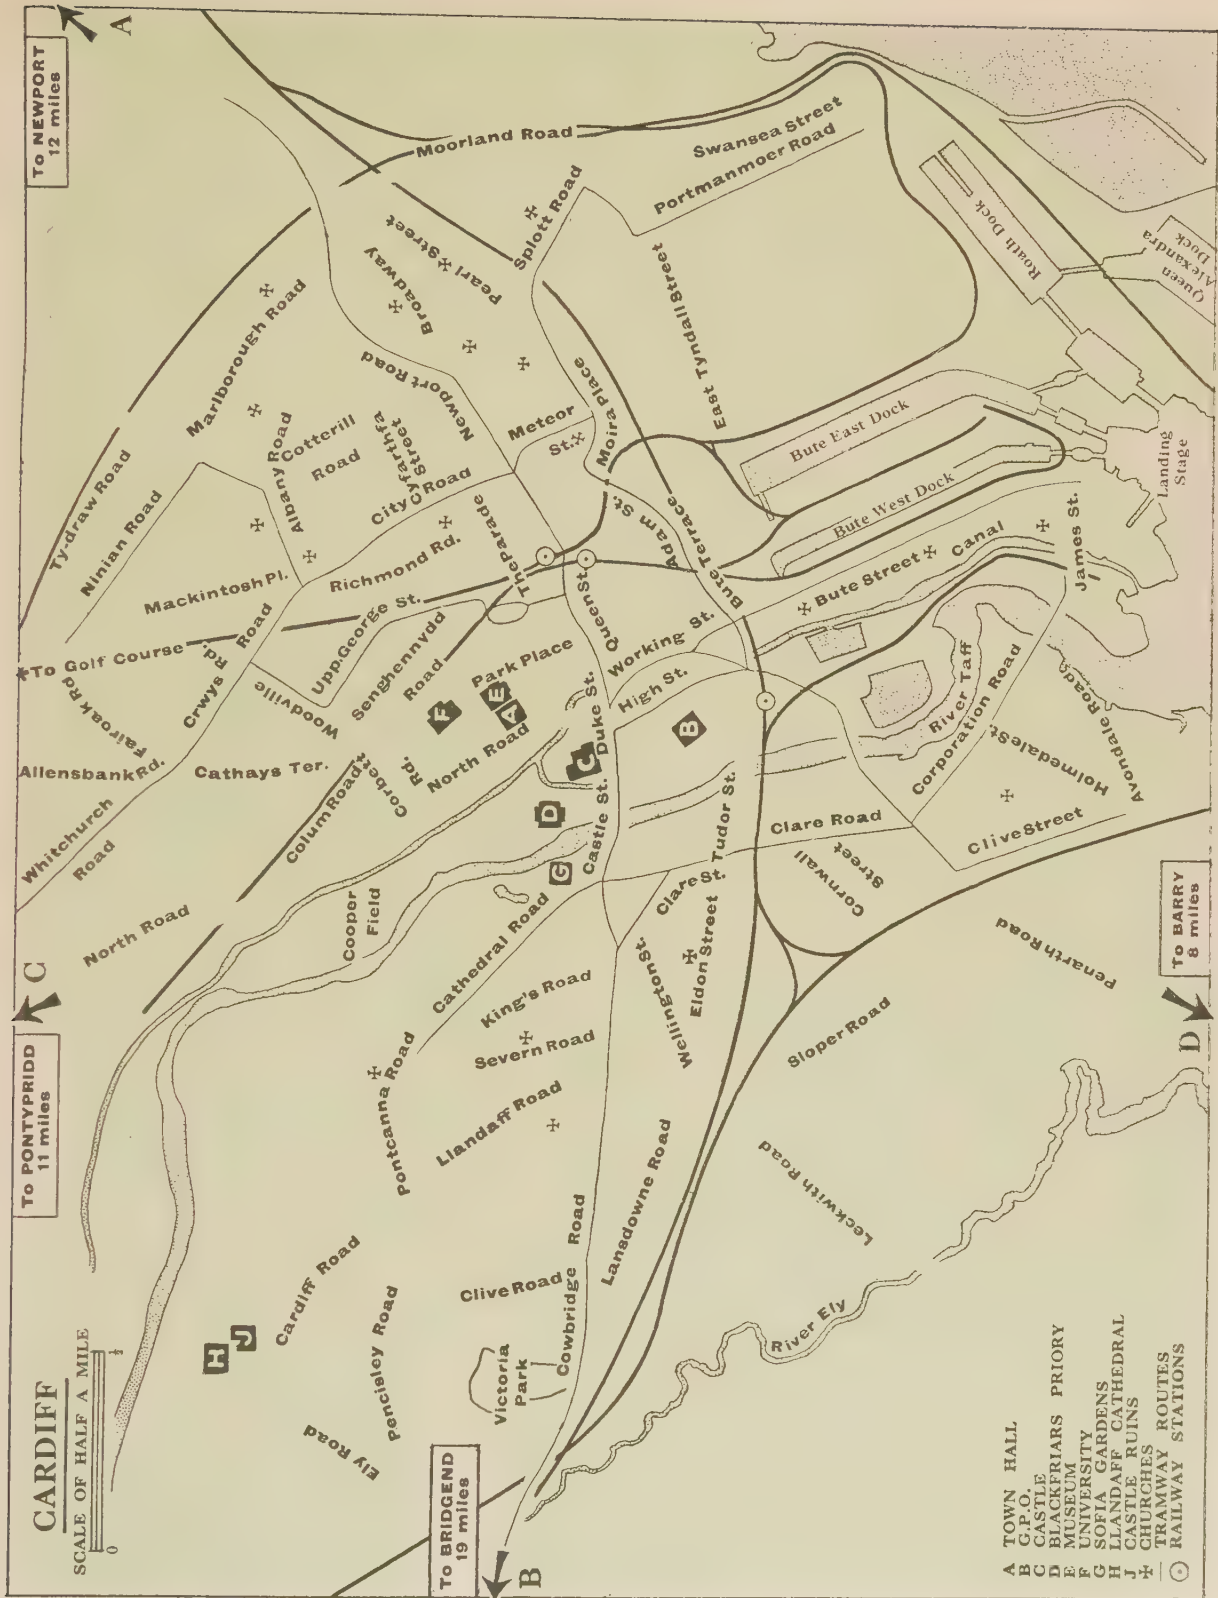 CARDIFF
SCALE OF HALF A MILE
0
½
To PONTYPRIDD
11 miles
C
To NEWPORT
12 miles
A
To BRIDGEND
19 miles
B
To BARRY
8 miles
D
Whitchurch
Road
North Road
Allensbank Rd.
Fairoak Rd
To Golf Course
Cathays Ter.
Crwys Rd.
Road
Woodville
Colum Road
Corbett
Rd.
North Road
Senghennydd
Road
Upp. George St.
Mackintosh Pl.
Ninian Road
Ty-draw Road
Richmond Rd.
Albany Road
Marlborough Road
Cotterill
Road
Cyfarthfa
Street
City Road
Newport Road
Broadway
Pearl Street
Moorland Road
Splott Road
Swansea Street
Portmanmoer Road
The Parade
Meteor
St.
Moira Place
East Tyndall Street
Park Place
Queen St.
Adam St.
Bute Terrace
Working St.
High St.
Duke St.
Castle St.
Bute East Dock
Bute West Dock
Roath Dock
Queen
Alexandra
Dock
Landing
Stage
Bute Street
Canal
James St.
River Taff
Corporation Road
Holmedale St.
Avondale Road
Clive Street
Clare Road
Cornwall
Street
Tudor St.
Clare St.
Eldon Street
Wellington St.
Penarth Road
Sloper Road
Leckwith Road
Lansdowne Road
River Ely
Cooper
Field
Cathedral Road
King's Road
Severn Road
Pontcanna Road
Llandaff Road
Cowbridge Road
Clive Road
Victoria
Park
Cardiff Road
Pencisley Road
Ely Road
F
E
A
B
C
D
G
H
J
A TOWN HALL
B G.P.O.
C CASTLE
D BLACKFRIARS PRIORY
E MUSEUM
F UNIVERSITY
G SOFIA GARDENS
H LLANDAFF CATHEDRAL
J CASTLE RUINS
CHURCHES
TRAMWAY ROUTES
RAILWAY STATIONS